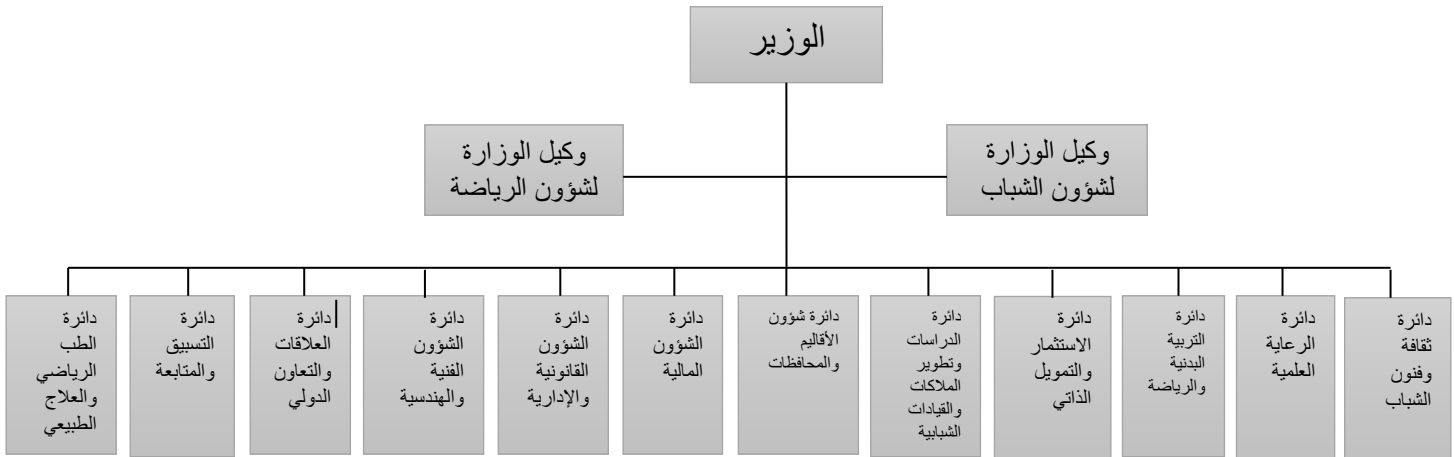 الوزير
وكيل الوزارة
لشؤون الشباب
وكيل الوزارة
لشؤون الرياضة
دائرة
ثقافة
وفنون
الشباب
دائرة
الرعاية
العلمية
دائرة
التربية
البدنية
والرياضة
دائرة
الاستثمار
والتمويل
الذاتي
دائرة
الدراسات
وتطوير
الملاكات
والقيادات
الشبابية
دائرة شؤون
الأقاليم
والمحافظات
دائرة
الشؤون
المالية
دائرة
الشؤون
القانونية
والإدارية
دائرة
الشؤون
الفنية
والهندسية
دائرة
العلاقات
والتعاون
الدولي
دائرة
التسبيق
والمتابعة
دائرة
الطب
الرياضي
والعلاج
الطبيعي